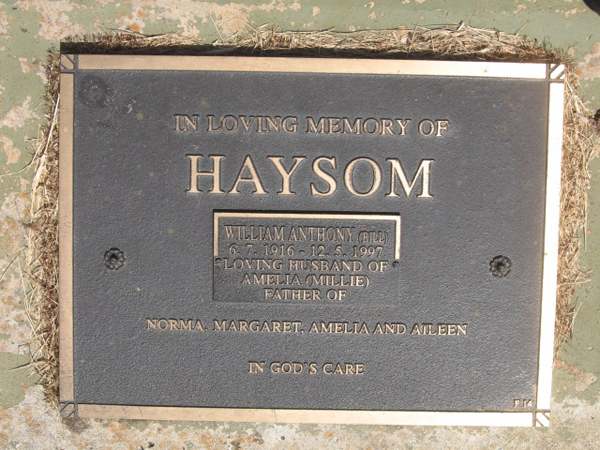 IN LOVING MEMORY OF
HAYSOM
WILLIAM ANTHONY (BILL)
6. 7. 1916 - 12. 5. 1997
LOVING HUSBAND OF
AMELIA (MILLIE)
FATHER OF
NORMA, MARGARET, AMELIA AND AILEEN
IN GOD'S CARE
F 14